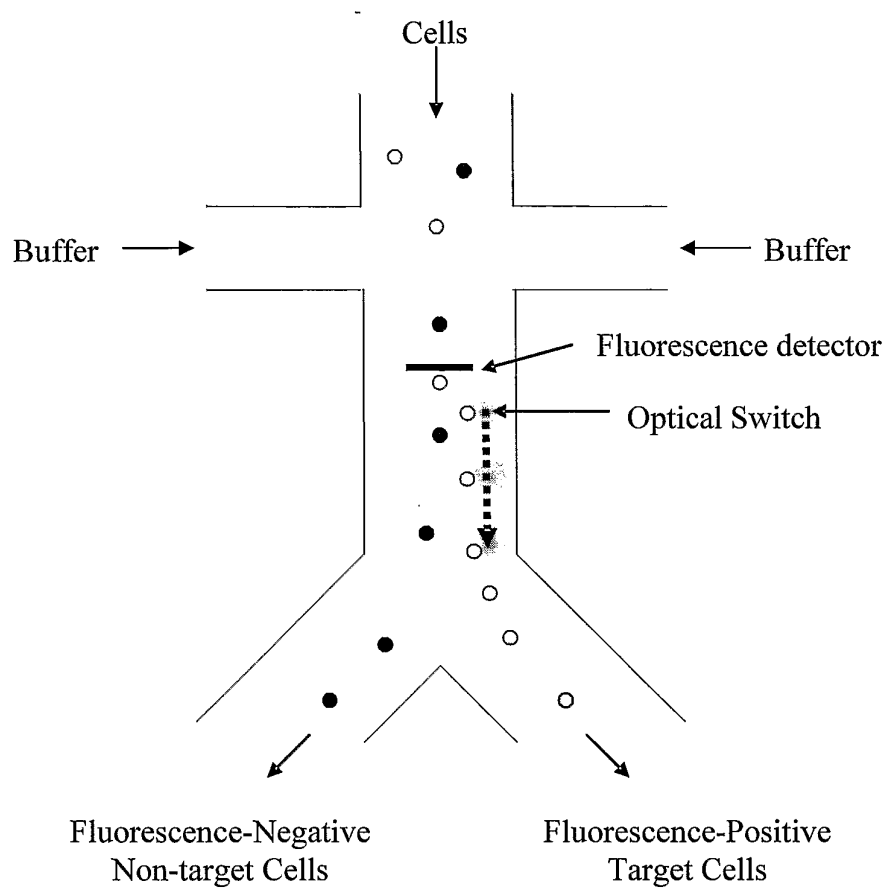 Cells
Buffer
Buffer
Fluorescence detector
Optical Switch
Fluorescence-Negative
Non-target Cells
Fluorescence-Positive
Target Cells